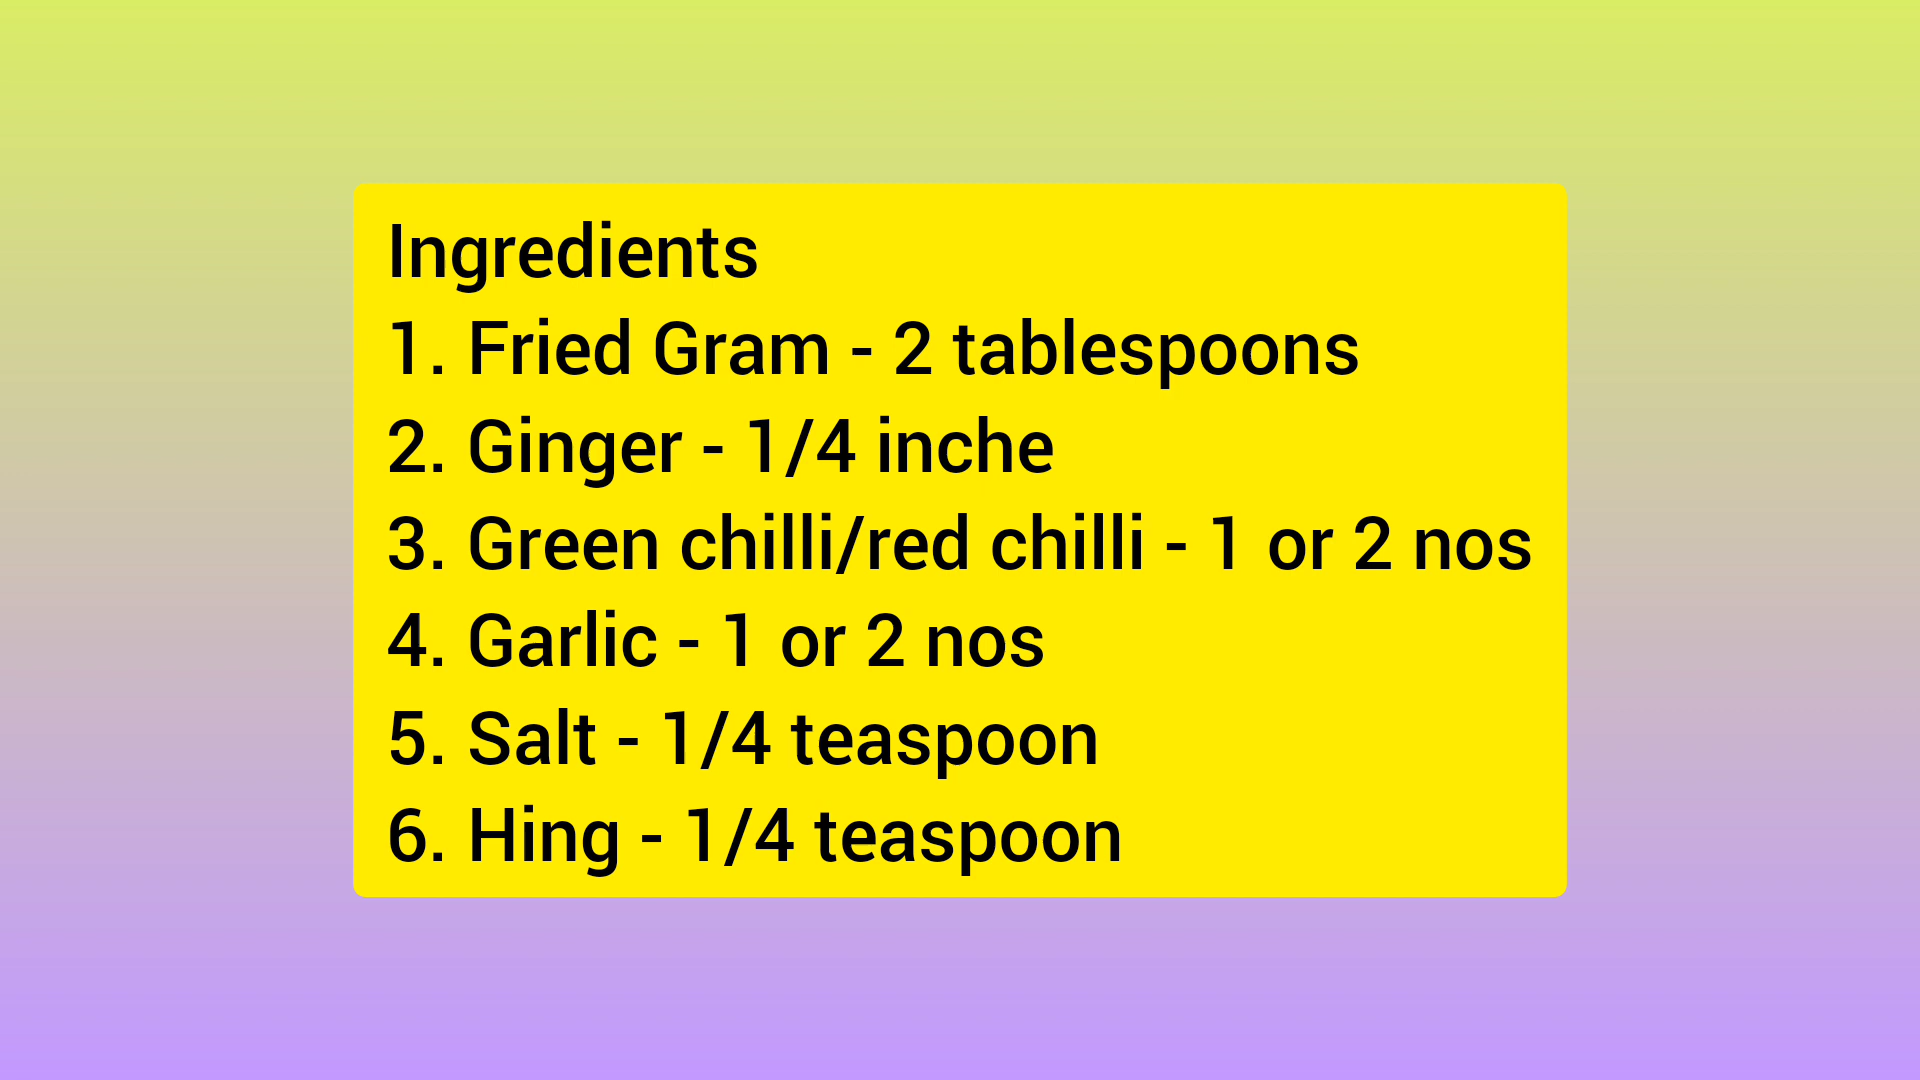 Ingredients
1. Fried Gram - 2 tablespoons
2. Ginger - 1/4 inche
3. Green chilli/red chilli - 1 or 2 nos
4. Garlic - 1 or 2 nos
5. Salt - 1/4 teaspoon
6. Hing - 1/4 teaspoon